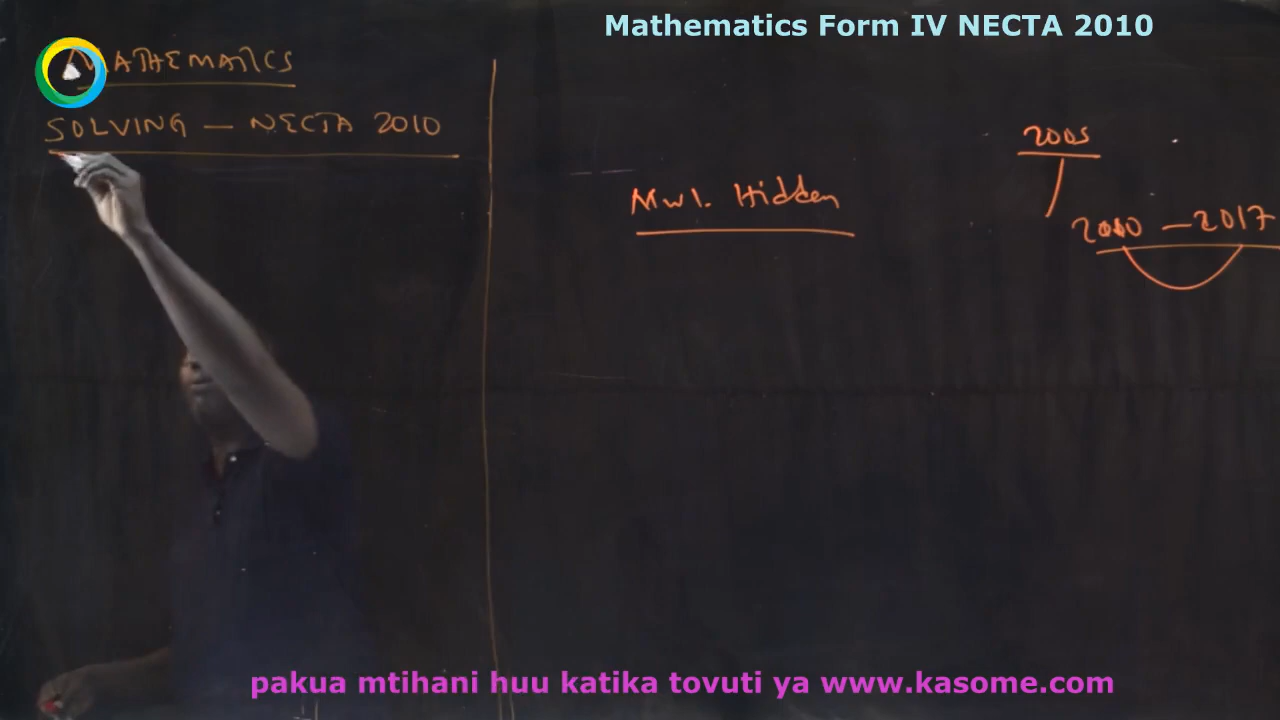 Mathematics Form IV NECTA 2010
MATHEMATICS
SOLVING — NECTA 2010
Mwl. Hidden
2005
2010 — 2017
pakua mtihani huu katika tovuti ya www.kasome.com